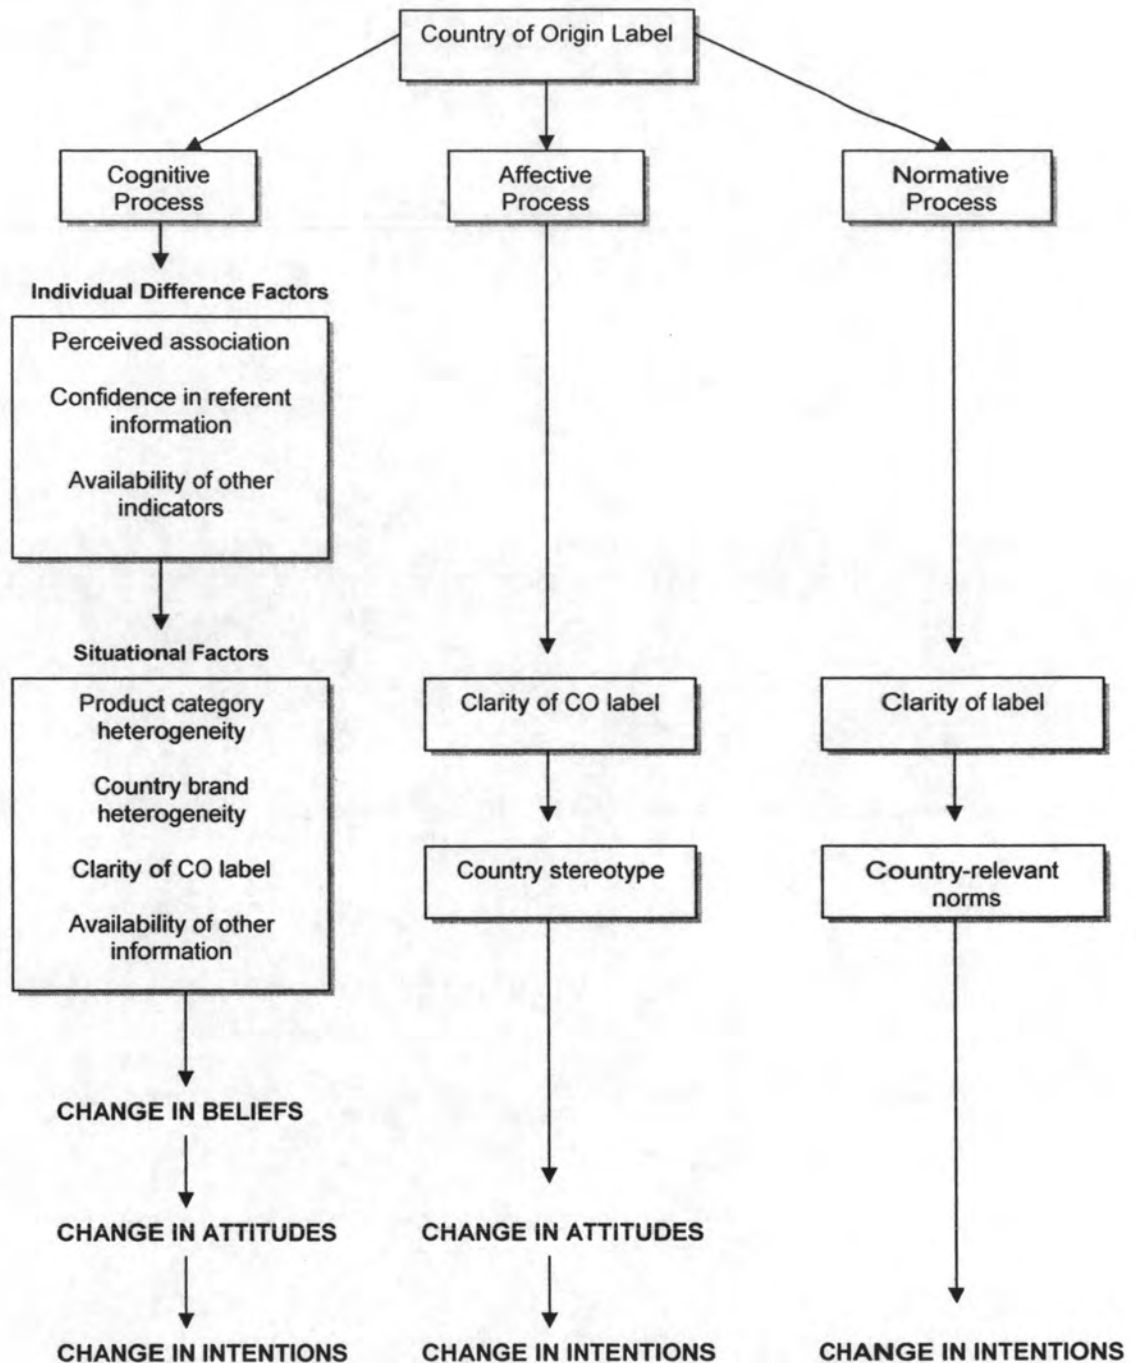 Country of Origin Label
Cognitive
Process
Affective
Process
Normative
Process
Individual Difference Factors
Perceived association
Confidence in referent
information
Availability of other
indicators
Situational Factors
Product category
heterogeneity
Country brand
heterogeneity
Clarity of CO label
Availability of other
information
Clarity of CO label
Clarity of label
Country stereotype
Country-relevant
norms
CHANGE IN BELIEFS
CHANGE IN ATTITUDES
CHANGE IN ATTITUDES
CHANGE IN INTENTIONS
CHANGE IN INTENTIONS
CHANGE IN INTENTIONS